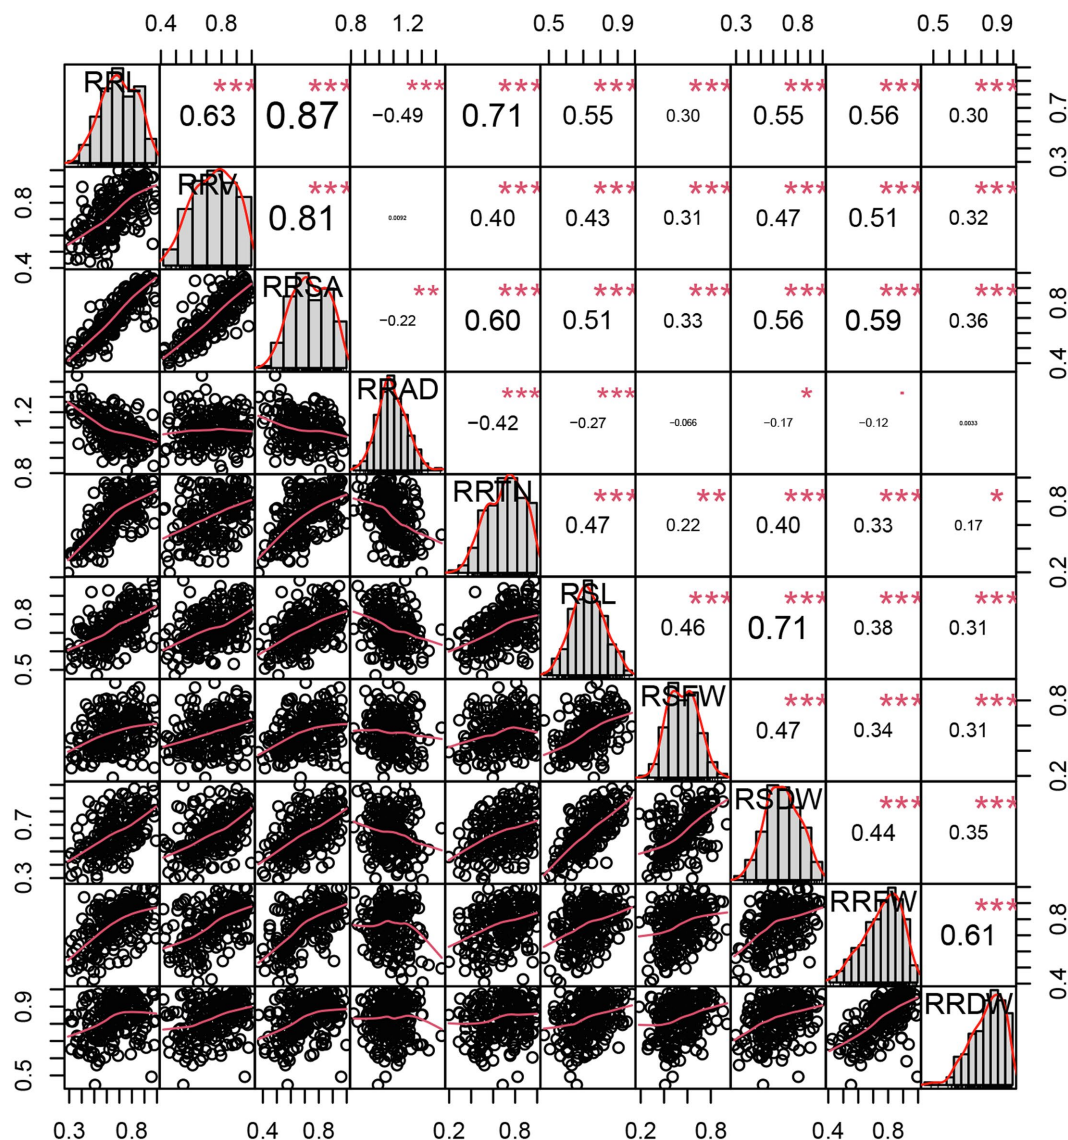 0.4 0.8 0.8 1.2 0.5 0.9 0.3 0.8 0.5 0.9
RRL *** *** *** *** *** *** *** *** ***
0.63 0.87 −0.49 0.71 0.55 0.30 0.55 0.56 0.30
0.3 0.7
RRV *** *** *** *** *** *** ***
0.4 0.8
0.81 0.0092 0.40 0.43 0.31 0.47 0.51 0.32
RRSA ** *** *** *** *** *** ***
−0.22 0.60 0.51 0.33 0.56 0.59 0.36
0.4 0.8
RRAD *** *** * .
0.8 1.2
−0.42 −0.27 −0.066 −0.17 −0.12 0.0033
RRTN *** ** *** *** *
0.47 0.22 0.40 0.33 0.17
0.2 0.8
RSL *** *** *** ***
0.5 0.8
0.46 0.71 0.38 0.31
RSFW *** *** ***
0.47 0.34 0.31
0.2 0.8
RSDW *** ***
0.3 0.7
0.44 0.35
RRFW ***
0.61
0.4 0.8
RRDW
0.5 0.9
0.3 0.8 0.4 0.8 0.2 0.8 0.2 0.8 0.4 0.8